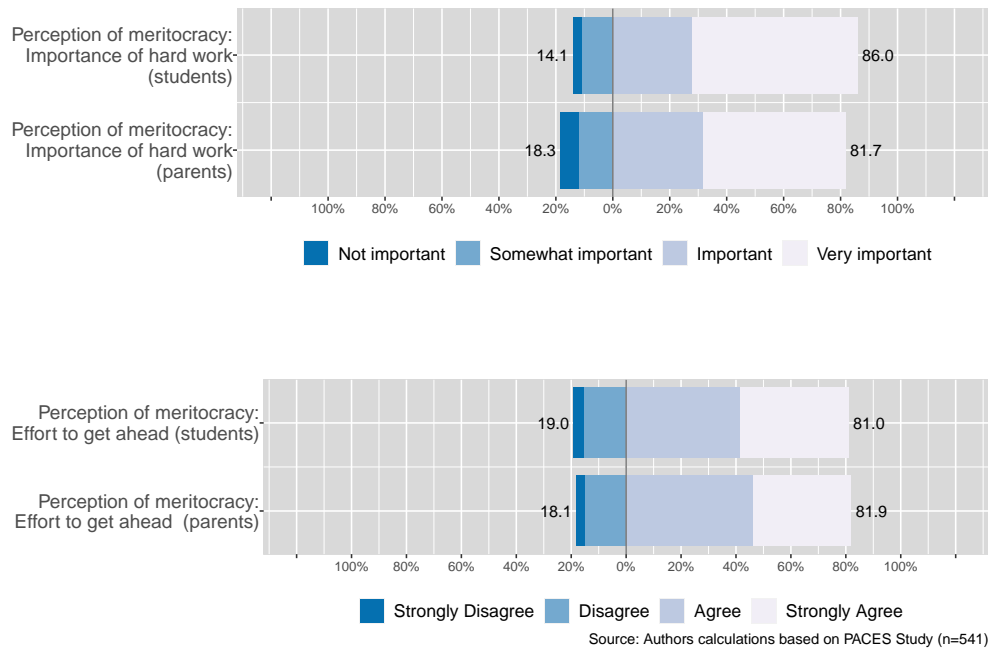 Perception of meritocracy:
Importance of hard work
(students)
14.1
86.0
Perception of meritocracy:
Importance of hard work
(parents)
18.3
81.7
100% 80% 60% 40% 20% 0% 20% 40% 60% 80% 100%
Not important Somewhat important Important Very important
Perception of meritocracy:
Effort to get ahead (students)
19.0
81.0
Perception of meritocracy:
Effort to get ahead (parents)
18.1
81.9
100% 80% 60% 40% 20% 0% 20% 40% 60% 80% 100%
Strongly Disagree Disagree Agree Strongly Agree
Source: Authors calculations based on PACES Study (n=541)